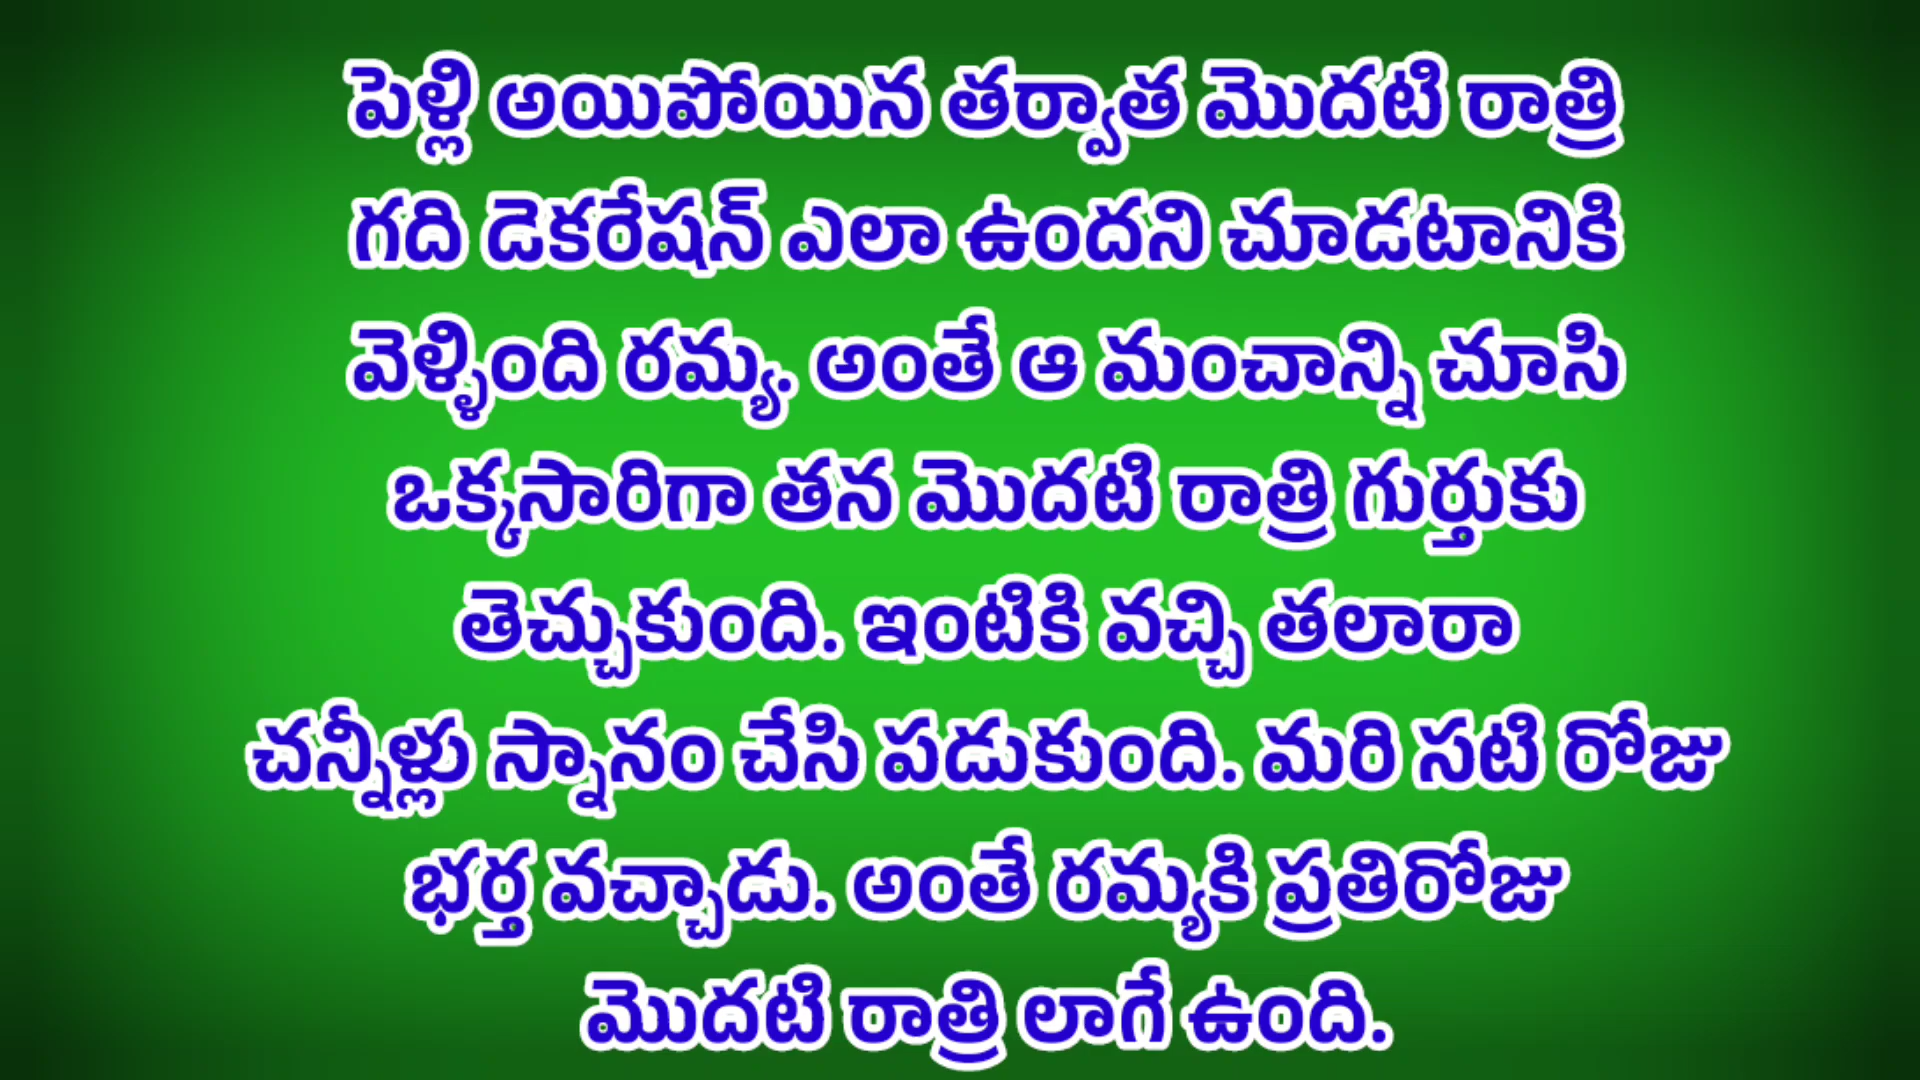 పెళ్లి అయిపోయిన తర్వాత మొదటి రాత్రి
గది డెకరేషన్ ఎలా ఉందని చూడటానికి
వెళ్ళింది రమ్య. అంతే ఆ మంచాన్ని చూసి
ఒక్కసారిగా తన మొదటి రాత్రి గుర్తుకు
తెచ్చుకుంది. ఇంటికి వచ్చి తలారా
చన్నీళ్లు స్నానం చేసి పడుకుంది. మరి సటి రోజు
భర్త వచ్చాడు. అంతే రమ్యకి ప్రతిరోజు
మొదటి రాత్రి లాగే ఉంది.